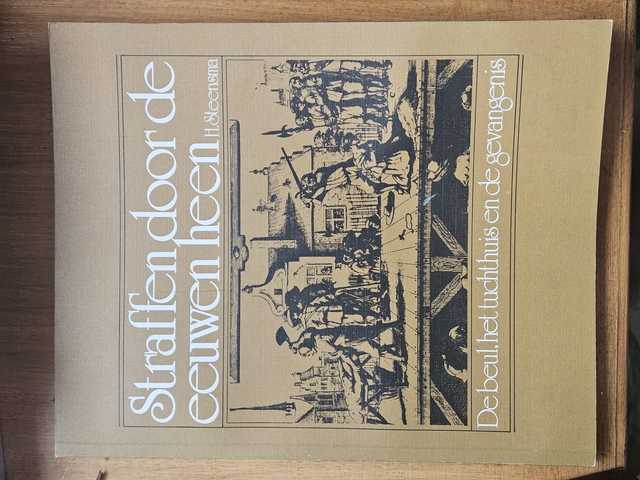 Straffen door de
eeuwen heen H. Steensma
De beul, het tuchthuis en de gevangenis